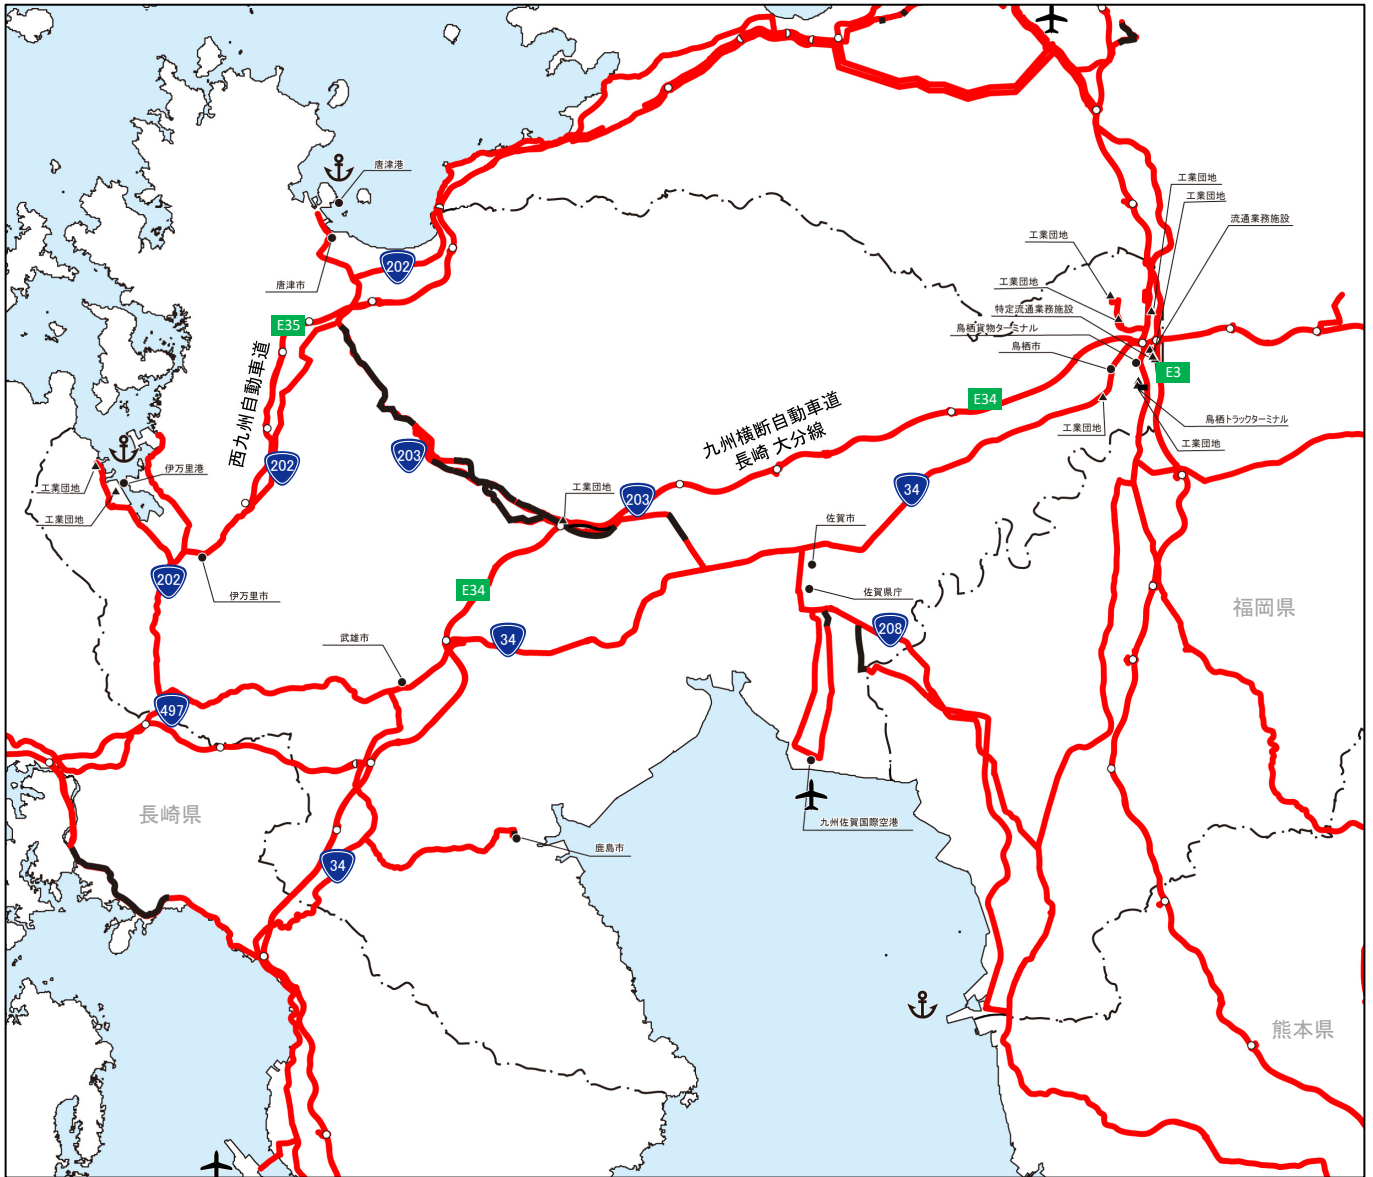 唐津港
工業団地
工業団地
流通業務施設
工業団地
202
唐津市
工業団地
特定流通業務施設
E35
鳥栖貨物ターミナル
鳥栖市
E3
西九州自動車道
九州横断自動車道
長崎 大分線
E34
鳥栖トラックターミナル
工業団地
工業団地
203
202
伊万里港
工業団地
工業団地
工業団地
203
34
佐賀市
202
伊万里市
E34
佐賀県庁
福岡県
武雄市
34
208
497
長崎県
九州佐賀国際空港
鹿島市
34
熊本県